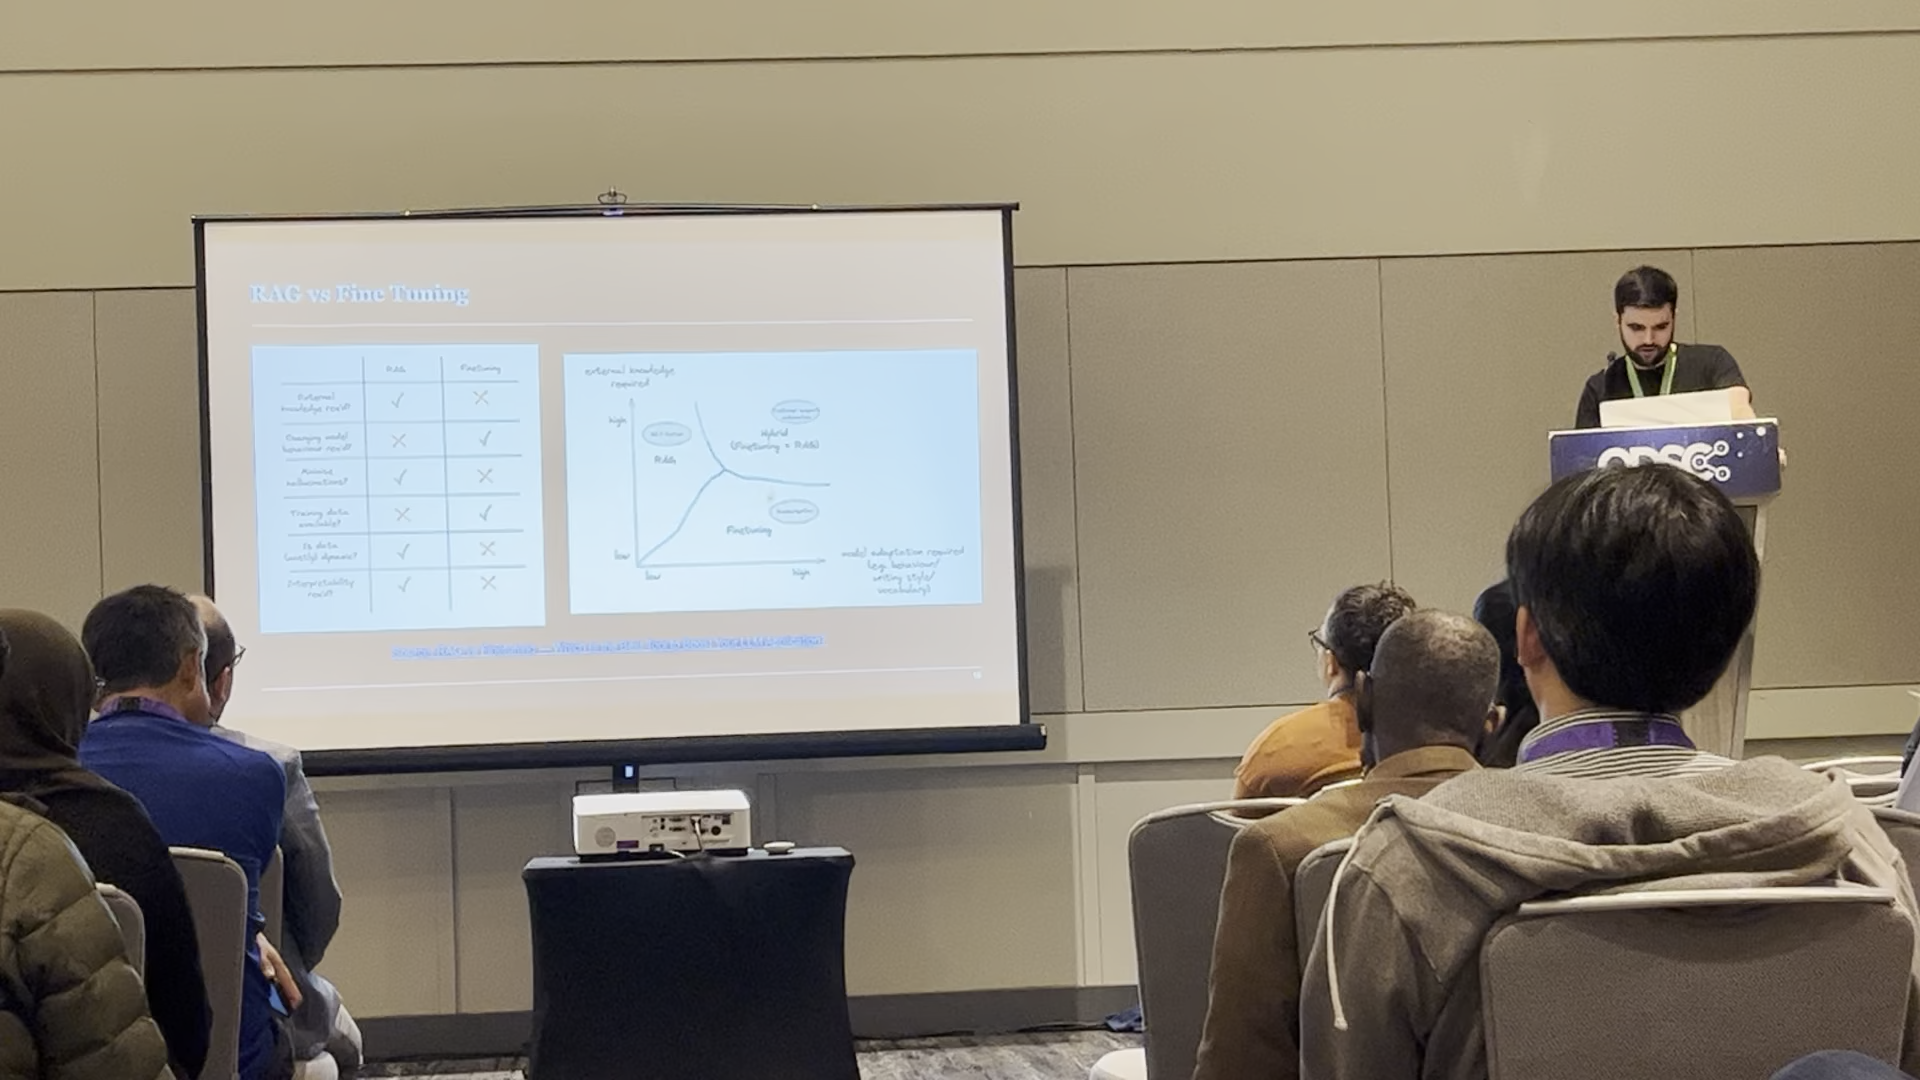 RAG vs Fine Tuning
RAG
Finetuning
External
knowledge req'd?
Changing model
behaviour req'd?
Minimise
hallucinations?
Training data
available?
Is data
(mostly) dynamic?
Interpretability
req'd?
external knowledge
required
high
RAG
Hybrid
(Finetuning + RAG)
Finetuning
low
low
high
model adaptation required
(e.g. behaviour/
writing style/
vocabulary)
ODSC